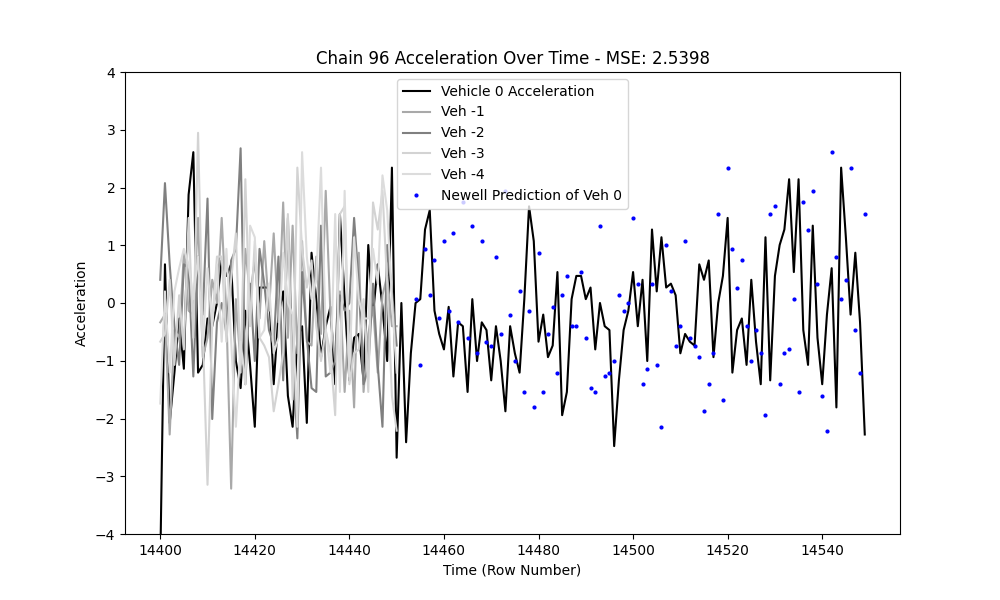 Chain 96 Acceleration Over Time - MSE: 2.5398
Acceleration
4
3
2
1
0
−1
−2
−3
−4
Vehicle 0 Acceleration
Veh -1
Veh -2
Veh -3
Veh -4
Newell Prediction of Veh 0
14400 14420 14440 14460 14480 14500 14520 14540
Time (Row Number)